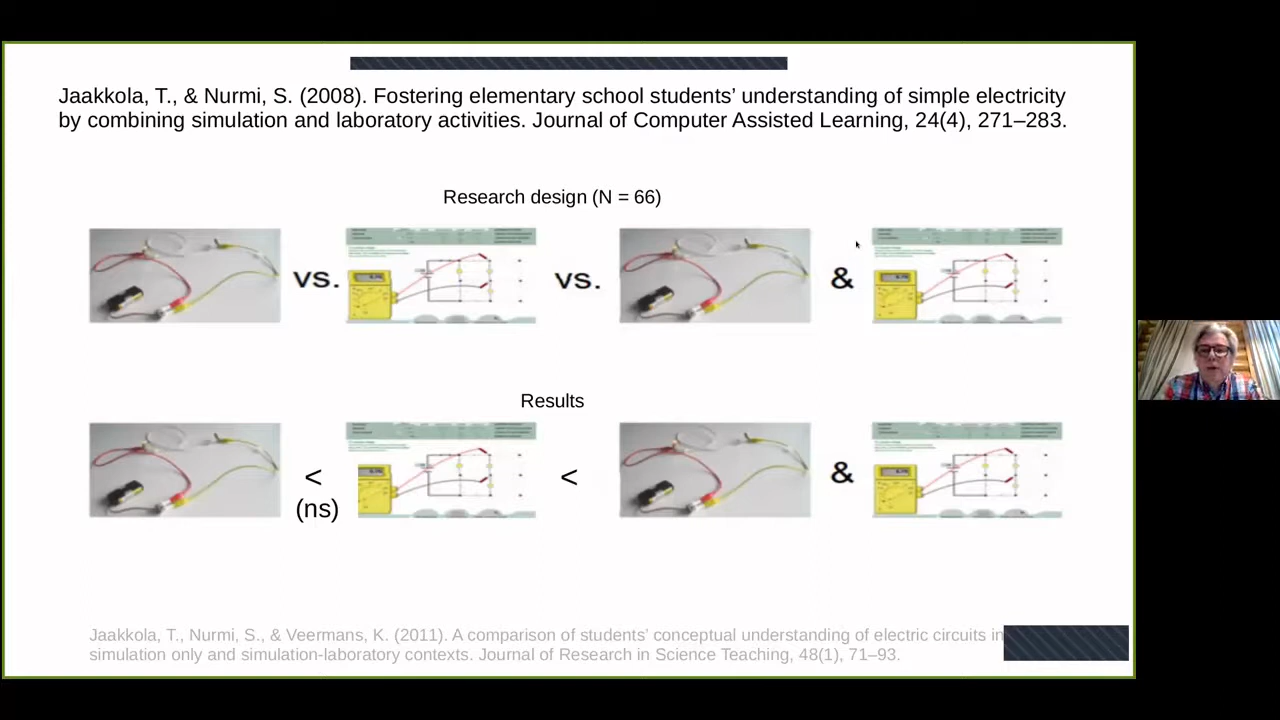 Jaakkola, T., & Nurmi, S. (2008). Fostering elementary school students’ understanding of simple electricity
by combining simulation and laboratory activities. Journal of Computer Assisted Learning, 24(4), 271–283.
Research design (N = 66)
vs. vs. &
Results
< < &
(ns)
Jaakkola, T., Nurmi, S., & Veermans, K. (2011). A comparison of students’ conceptual understanding of electric circuits in
simulation only and simulation-laboratory contexts. Journal of Research in Science Teaching, 48(1), 71–93.